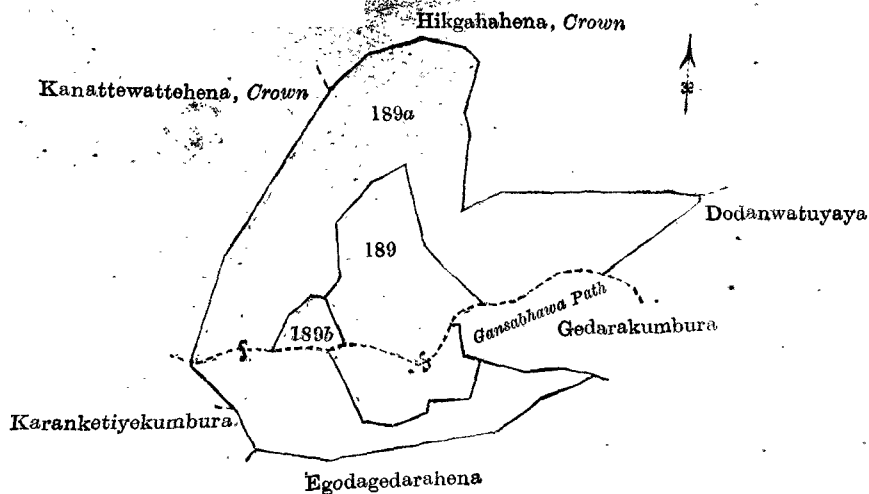 Hikgahahena, Crown
Kanattewattehena, Crown
189a
Dodanwatuyaya
189
Gansabhawa Path
Gedarakumbura
189b
Karanketiyekumbura
Egodagedarahena